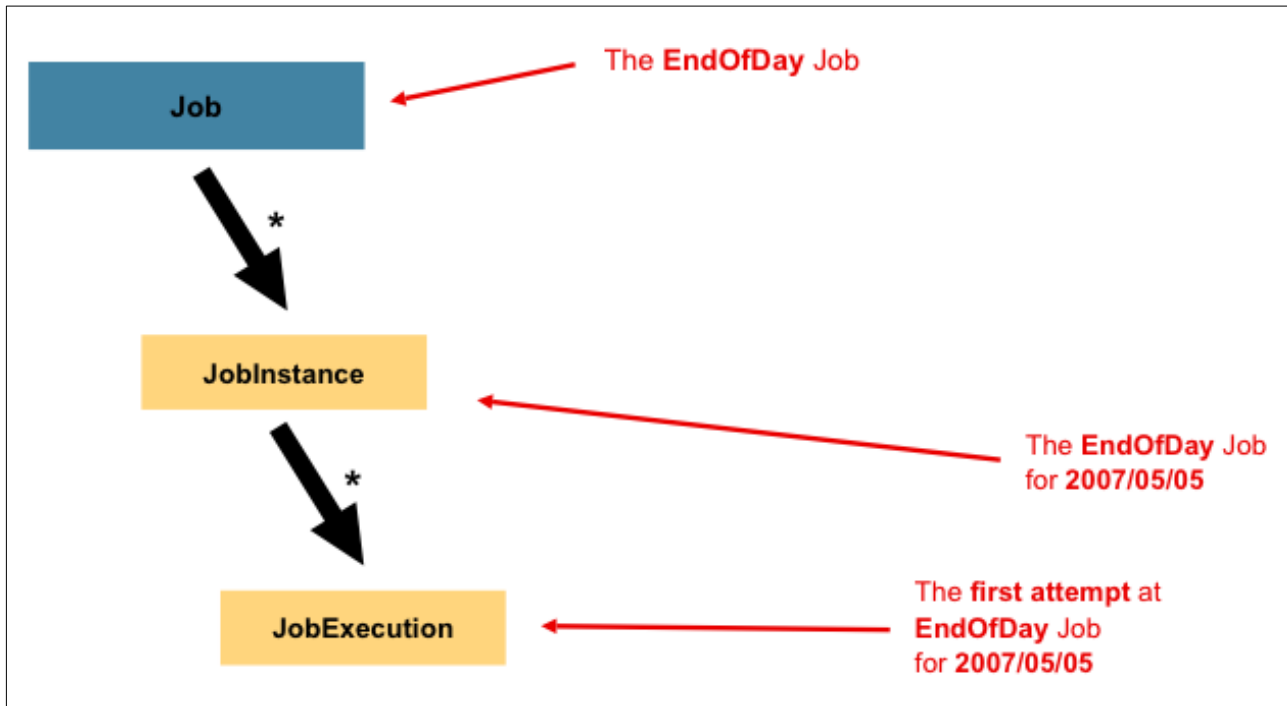 The EndOfDay Job
Job
*
JobInstance
*
The EndOfDay Job
for 2007/05/05
The first attempt at
EndOfDay Job
for 2007/05/05
JobExecution